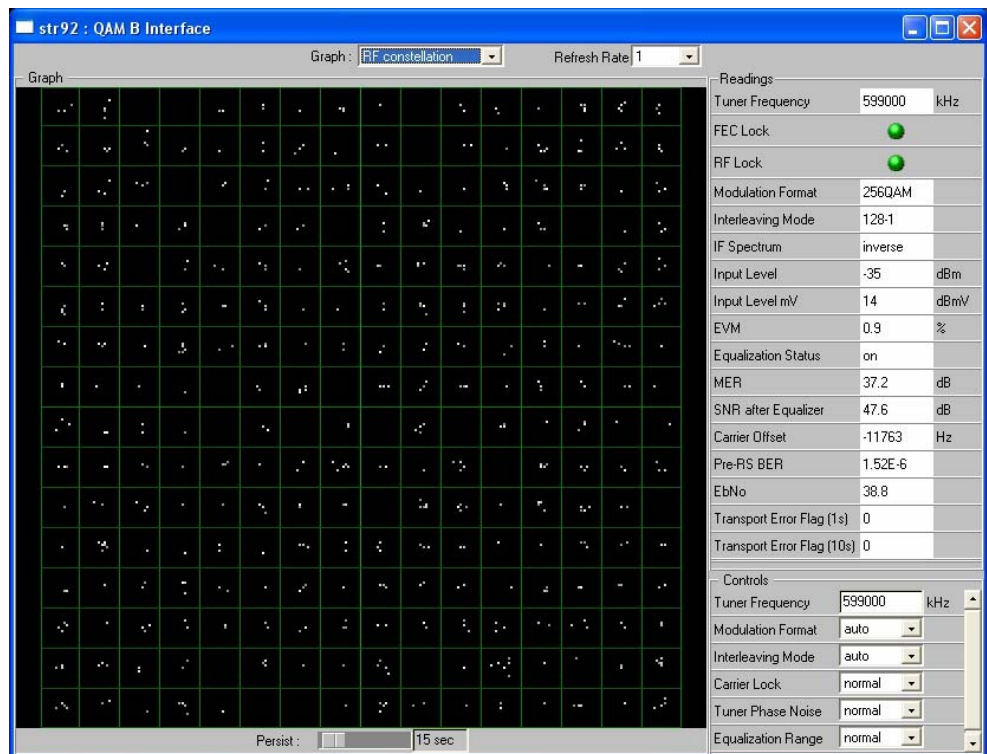 str92 : QAM B Interface
Graph : RF constellation Refresh Rate 1
Graph
Readings
Tuner Frequency 599000 kHz
FEC Lock
RF Lock
Modulation Format 256QAM
Interleaving Mode 128-1
IF Spectrum inverse
Input Level -35 dBm
Input Level mV 14 dBmV
EVM 0.9 %
Equalization Status on
MER 37.2 dB
SNR after Equalizer 47.6 dB
Carrier Offset -11763 Hz
Pre-RS BER 1.52E-6
EbNo 38.8
Transport Error Flag (1s) 0
Transport Error Flag (10s) 0
Controls
Tuner Frequency 599000 kHz
Modulation Format auto
Interleaving Mode auto
Carrier Lock normal
Tuner Phase Noise normal
Equalization Range normal
Persist : 15 sec